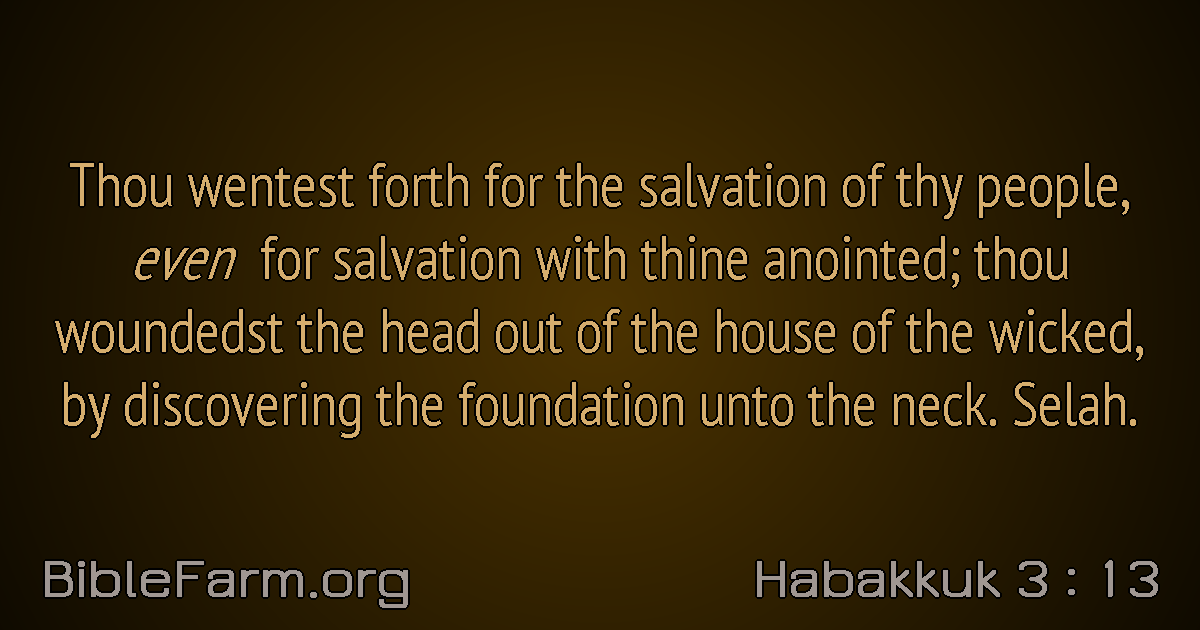 Thou wentest forth for the salvation of thy people,
even for salvation with thine anointed; thou
woundedst the head out of the house of the wicked,
by discovering the foundation unto the neck. Selah.
BibleFarm.org
Habakkuk 3 : 13